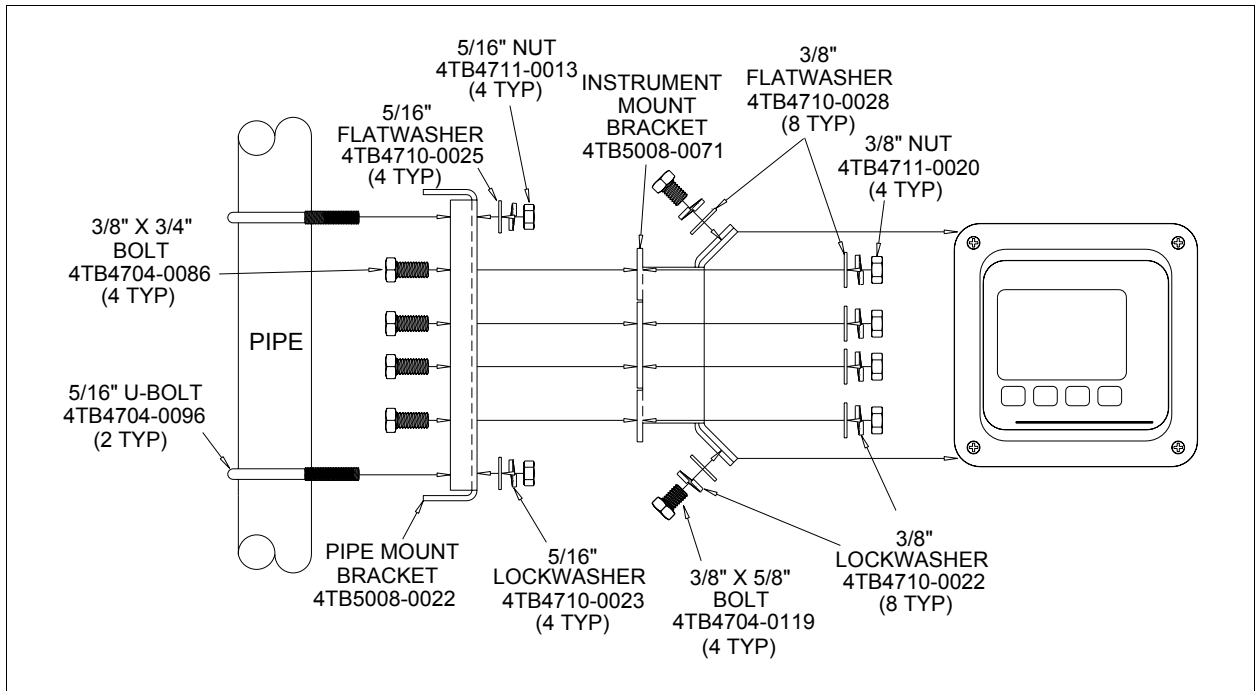 5/16" NUT
4TB4711-0013
(4 TYP)
5/16"
FLATWASHER
4TB4710-0025
(4 TYP)
INSTRUMENT
MOUNT
BRACKET
4TB5008-0071
3/8"
FLATWASHER
4TB4710-0028
(8 TYP)
3/8" NUT
4TB4711-0020
(4 TYP)
3/8" X 3/4"
BOLT
4TB4704-0086
(4 TYP)
PIPE
5/16" U-BOLT
4TB4704-0096
(2 TYP)
PIPE MOUNT
BRACKET
4TB5008-0022
5/16"
LOCKWASHER
4TB4710-0023
(4 TYP)
3/8" X 5/8"
BOLT
4TB4704-0119
(4 TYP)
3/8"
LOCKWASHER
4TB4710-0022
(8 TYP)